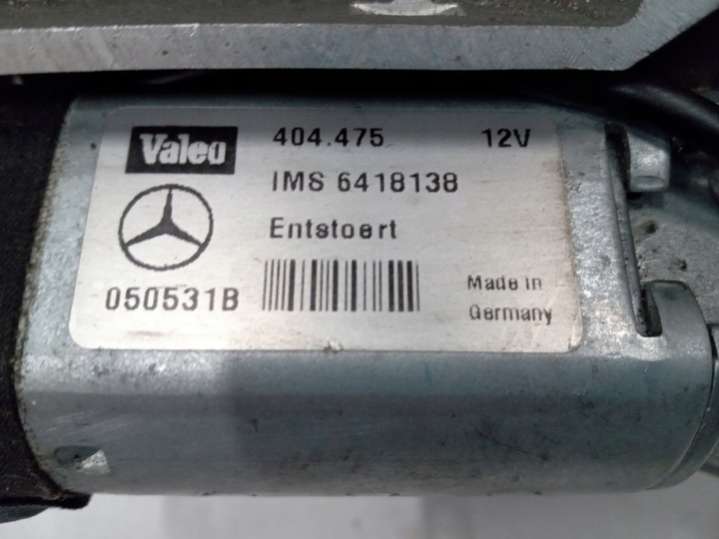 Valeo 404.475 12V
IMS 6418138
Entstoert
050531B
Made in
Germany